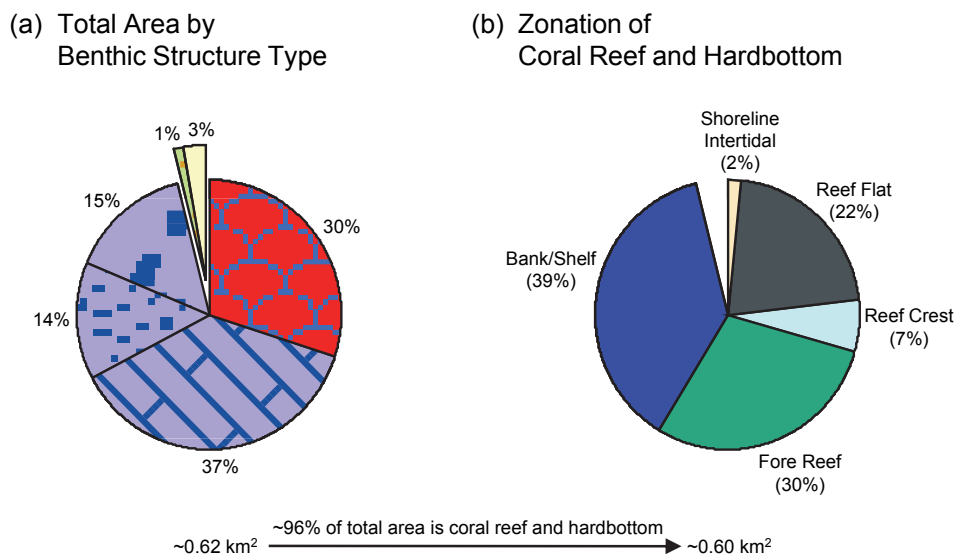 (a) Total Area by
Benthic Structure Type
1%
3%
15%
30%
14%
37%
(b) Zonation of
Coral Reef and Hardbottom
Shoreline
Intertidal
(2%)
Reef Flat
(22%)
Bank/Shelf
(39%)
Reef Crest
(7%)
Fore Reef
(30%)
~96% of total area is coral reef and hardbottom
~0.62 km²
~0.60 km²